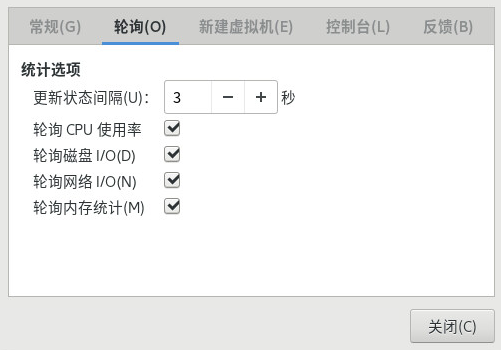 常规(G) 轮询(O) 新建虚拟机(E) 控制台(L) 反馈(B)
统计选项
更新状态间隔(U)： 3 − + 秒
轮询 CPU 使用率
轮询磁盘 I/O(D)
轮询网络 I/O(N)
轮询内存统计(M)
关闭(C)